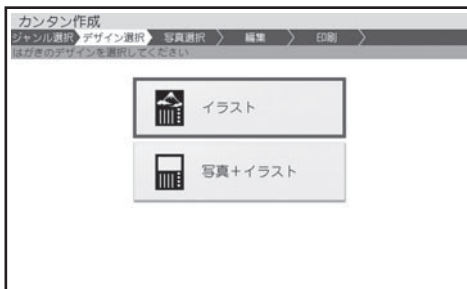 カンタン作成
ジャンル選択 デザイン選択 写真選択 編集 印刷
はがきのデザインを選択してください
イラスト
写真+イラスト